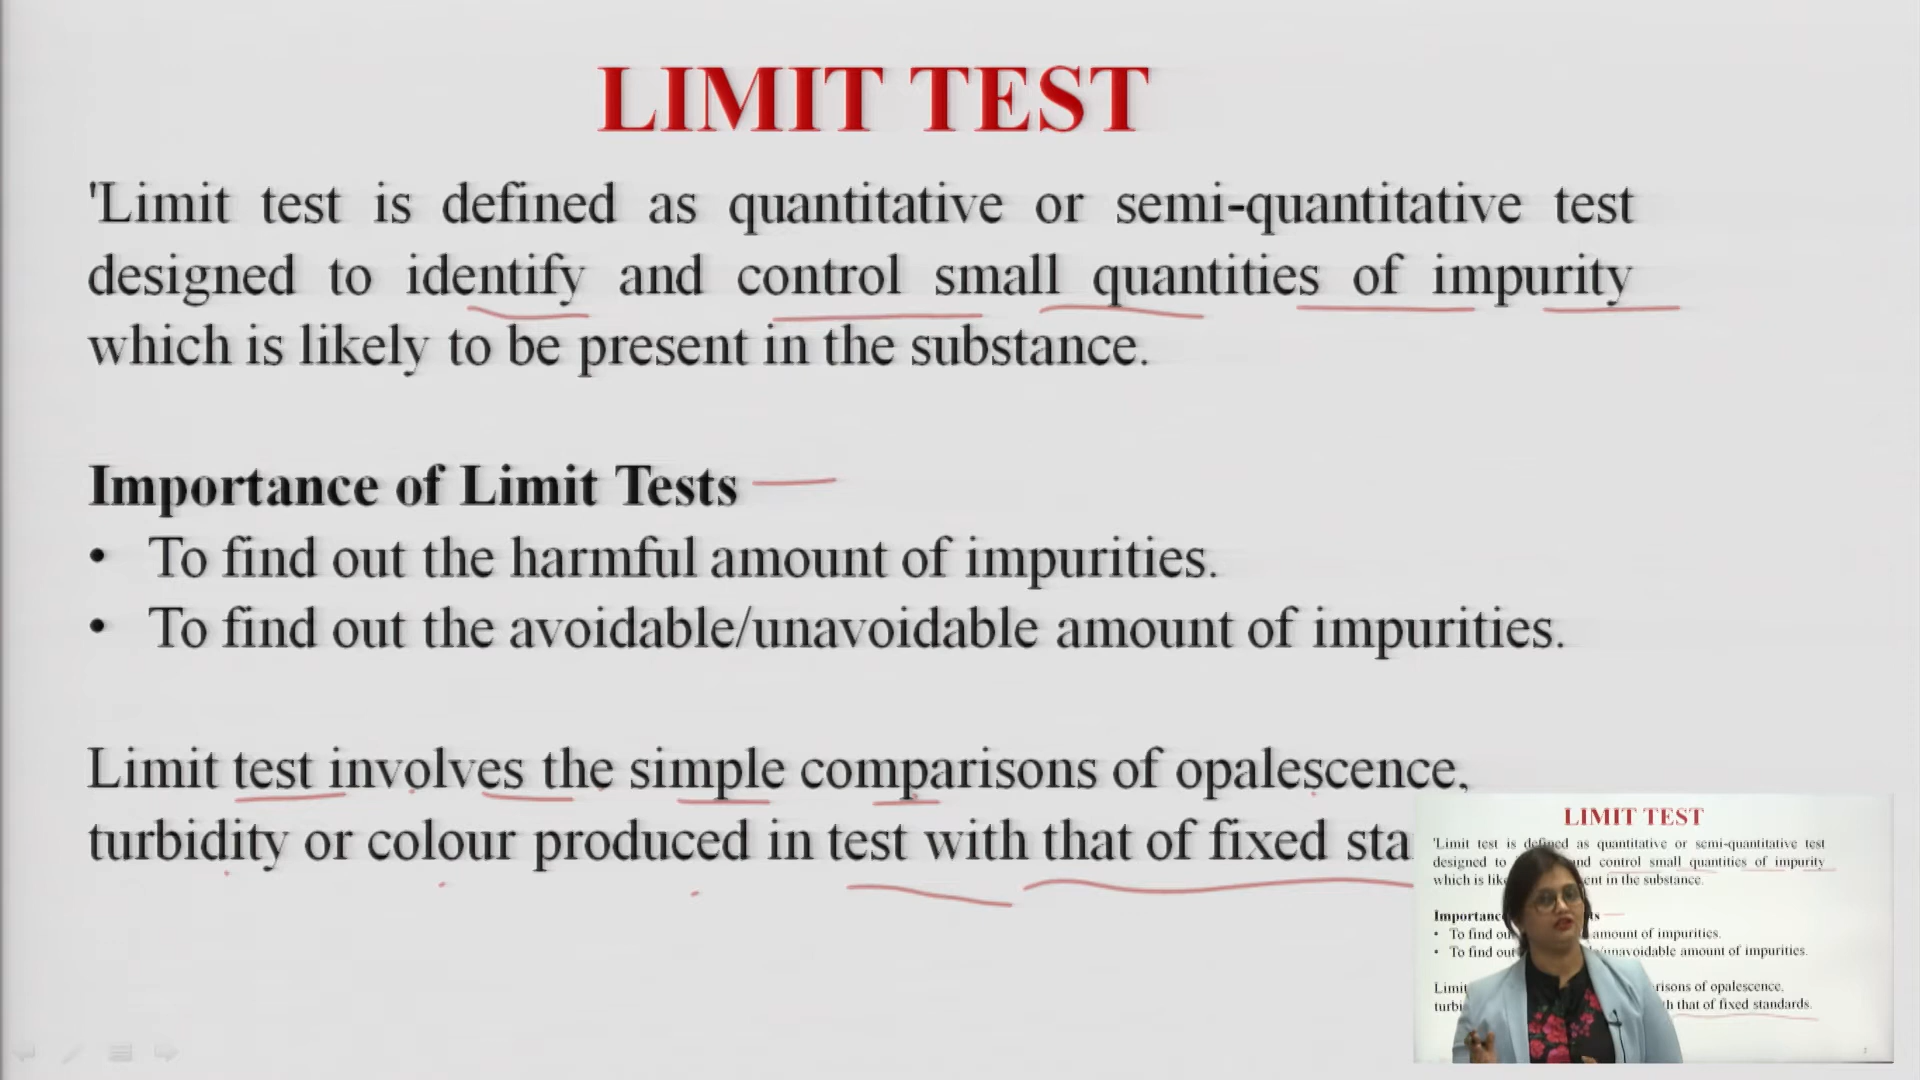 LIMIT TEST
'Limit test is defined as quantitative or semi-quantitative test
designed to identify and control small quantities of impurity
which is likely to be present in the substance.
Importance of Limit Tests
• To find out the harmful amount of impurities.
• To find out the avoidable/unavoidable amount of impurities.
Limit test involves the simple comparisons of opalescence,
turbidity or colour produced in test with that of fixed sta
LIMIT TEST
'Limit test is defined as quantitative or semi-quantitative test
designed to and control small quantities of impurity
which is like ent in the substance.
Importance ts
• To find ou amount of impurities.
• To find out /unavoidable amount of impurities.
Limit risons of opalescence,
turbi th that of fixed standards.